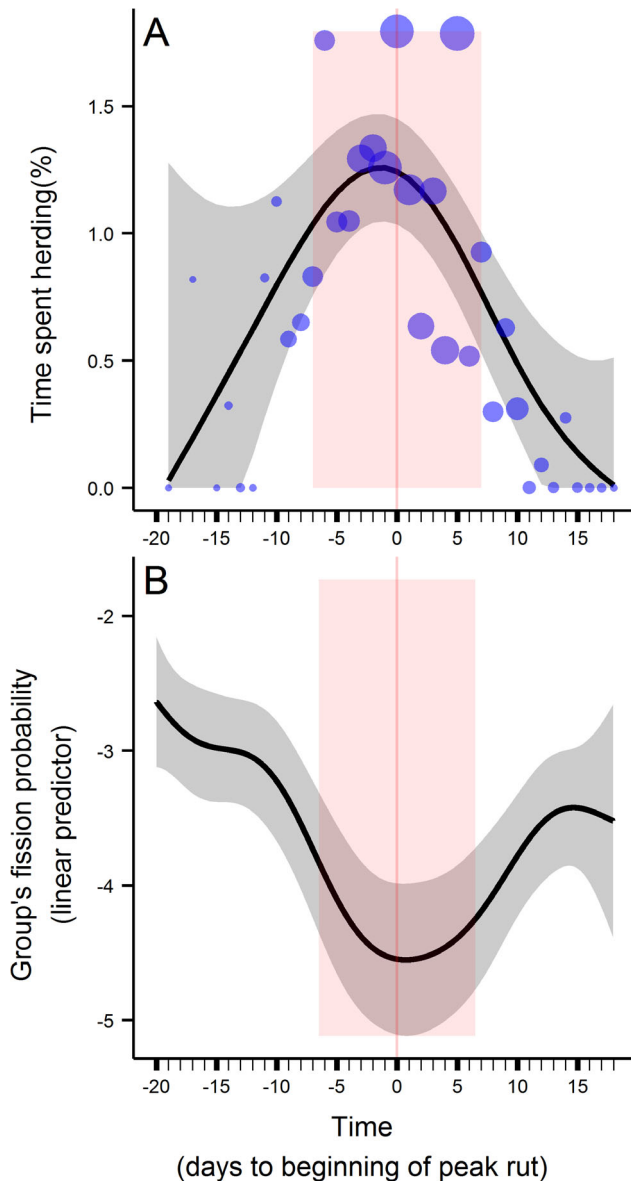 A
Time spent herding(%)
1.5
1.0
0.5
0.0
-20 -15 -10 -5 0 5 10 15
B
Group's fission probability
(linear predictor)
-2
-3
-4
-5
-20 -15 -10 -5 0 5 10 15
Time
(days to beginning of peak rut)